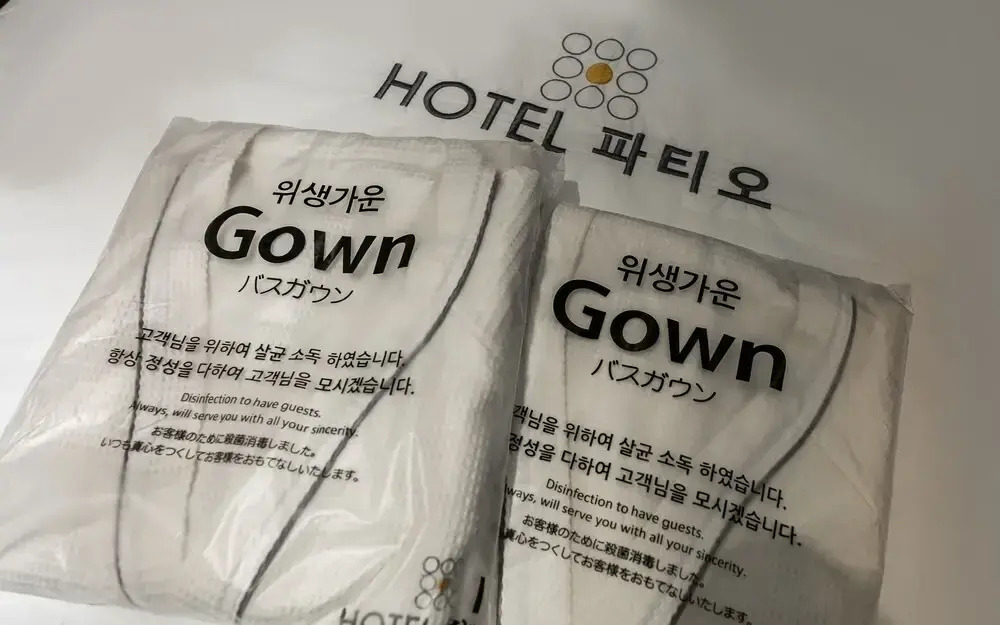 HOTEL 파티오
위생가운
Gown
バスガウン
고객님을 위하여 살균 소독 하였습니다.
항상 정성을 다하여 고객님을 모시겠습니다.
Disinfection to have guests.
Always, will serve you with all your sincerity.
お客様のために殺菌消毒しました。
いつも真心をつくしてお客様をおもてなしいたします。
HOTEL
위생가운
Gown
バスガウン
객님을 위하여 살균 소독 하였습니다.
정성을 다하여 고객님을 모시겠습니다.
Disinfection to have guests.
ways, will serve you with all your sincerity.
お客様のために殺菌消毒しました。
真心をつくしてお客様をおもてなしいたします。